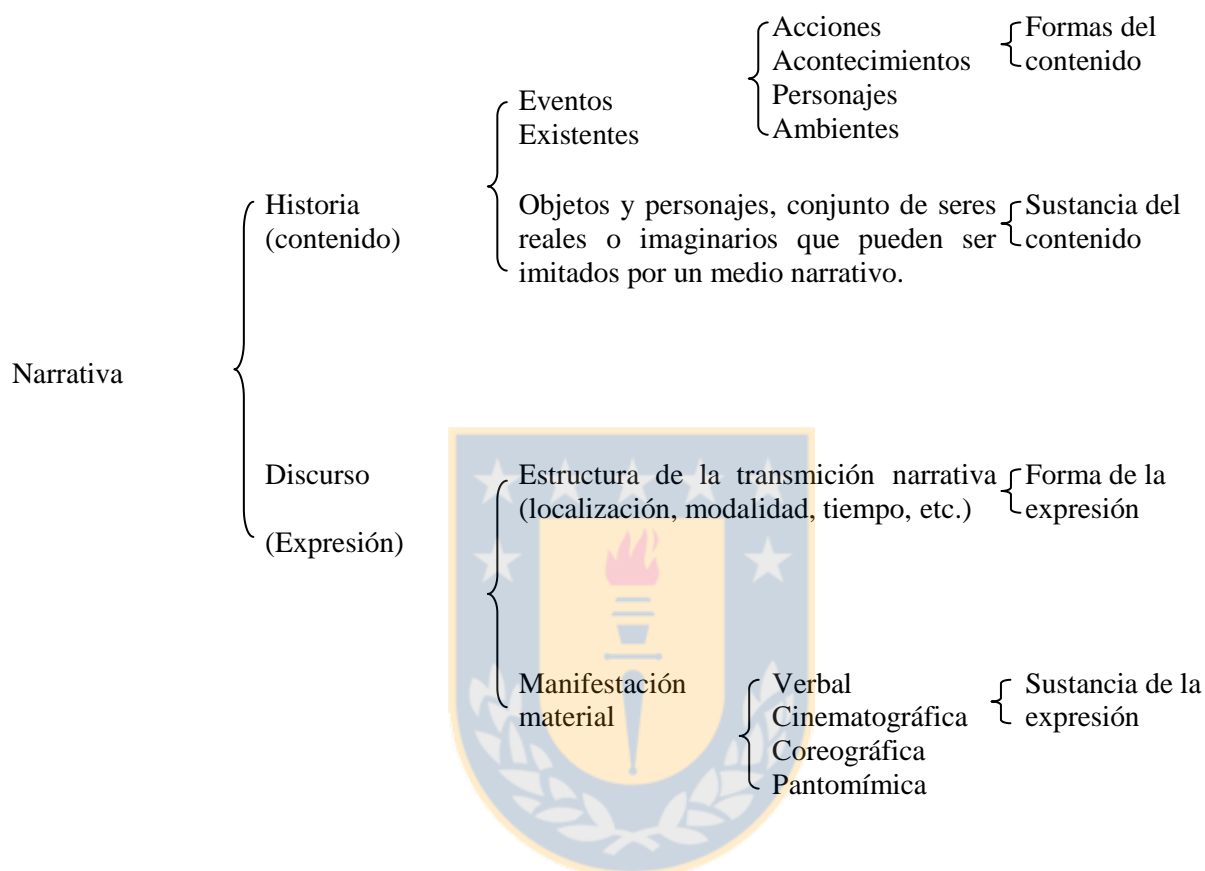 Acciones
Acontecimientos
Personajes
Ambientes
Formas del
contenido
Eventos
Existentes
Historia
(contenido)
Objetos y personajes, conjunto de seres
reales o imaginarios que pueden ser
imitados por un medio narrativo.
Sustancia del
contenido
Narrativa
Discurso
(Expresión)
Estructura de la transmición narrativa
(localización, modalidad, tiempo, etc.)
Forma de la
expresión
Manifestación
material
Verbal
Cinematográfica
Coreográfica
Pantomímica
Sustancia de la
expresión